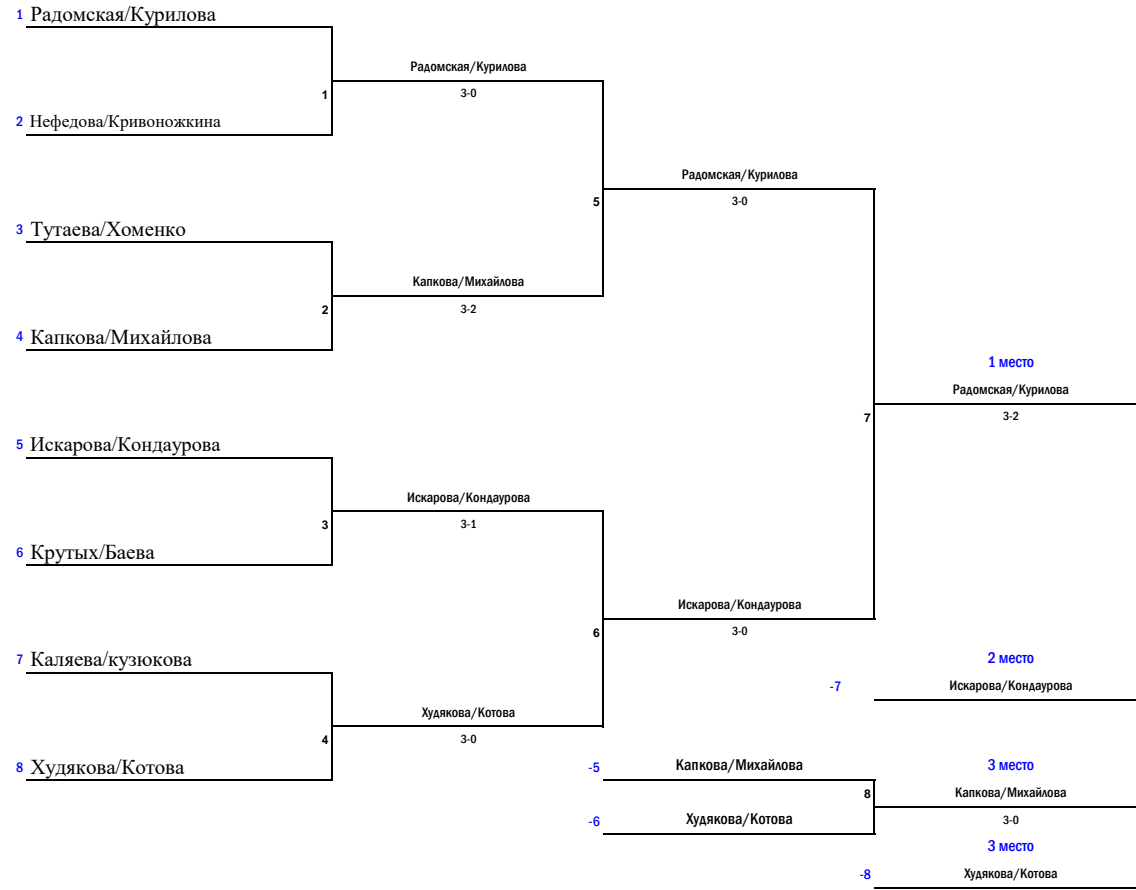 1 Радомская/Курилова
Радомская/Курилова
1 3-0
2 Нефедова/Кривоножкина
Радомская/Курилова
5 3-0
3 Тутаева/Хоменко
Капкова/Михайлова
2 3-2
4 Капкова/Михайлова
1 место
Радомская/Курилова
7 3-2
5 Искарова/Кондаурова
Искарова/Кондаурова
3 3-1
6 Крутых/Баева
Искарова/Кондаурова
6 3-0
7 Каляева/кузюкова
2 место
-7 Искарова/Кондаурова
Худякова/Котова
4 3-0
8 Худякова/Котова
-5 Капкова/Михайлова
3 место
8 Капкова/Михайлова
-6 Худякова/Котова
3-0
3 место
-8 Худякова/Котова